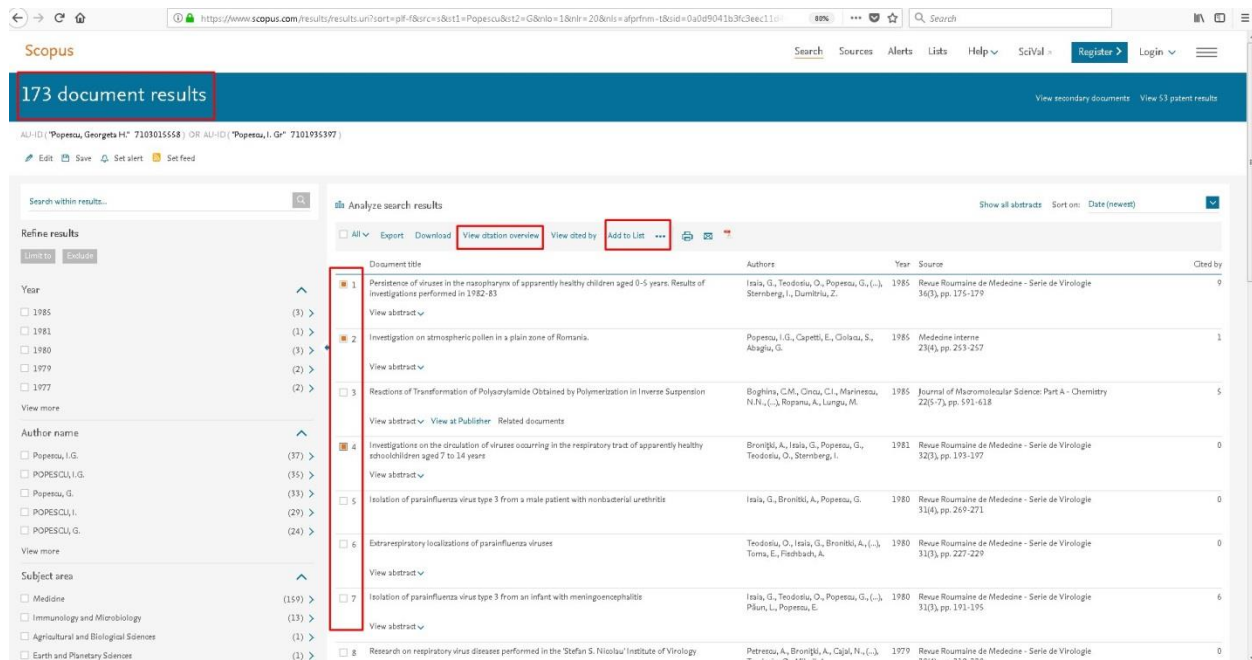 https://www.scopus.com/results/results.uri?sort=plf-f&src=s&st1=Popescu&st2=G&nlo=1&nlr=20&nls=afprfnm-t&sid=0a0d9041b3fc3eec11d
80%
Search
Scopus
Search Sources Alerts Lists Help SciVal Register > Login
173 document results
View secondary documents View 53 patent results
AU-ID ( "Popescu, Georgeta H." 7103015558 ) OR AU-ID ( "Popescu, I. Gr" 7101935397 )
Edit Save Set alert Set feed
Search within results...
Refine results
Limit to Exclude
Year
1985 (3)
1981 (1)
1980 (3)
1979 (2)
1977 (2)
View more
Author name
Popescu, I.G. (37)
POPESCU, I.G. (35)
Popescu, G. (33)
POPESCU, I. (29)
POPESCU, G. (24)
View more
Subject area
Medicine (159)
Immunology and Microbiology (13)
Agricultural and Biological Sciences (1)
Earth and Planetary Sciences (1)
Analyze search results
Show all abstracts Sort on: Date (newest)
All Export Download View citation overview View cited by Add to List ...
Document title Authors Year Source Cited by
1 Persistence of viruses in the nasopharynx of apparently healthy children aged 0-5 years. Results of Isaia, G., Teodosiu, O., Popescu, G., (...), 1985 Revue Roumaine de Medecine - Serie de Virologie 9
investigations performed in 1982-83 Sternberg, I., Dumitriu, Z. 36(3), pp. 175-179
View abstract
2 Investigation on atmospheric pollen in a plain zone of Romania. Popescu, I.G., Capetti, E., Ciolacu, S., 1985 Medecine interne 1
Abagiu, G. 23(4), pp. 253-257
View abstract
3 Reactions of Transformation of Polyacrylamide Obtained by Polymerization in Inverse Suspension Boghina, C.M., Cincu, C.I., Marinescu, 1985 Journal of Macromolecular Science: Part A - Chemistry 5
N.N., (...), Ropanu, A., Lungu, M. 22(5-7), pp. 591-618
View abstract View at Publisher Related documents
4 Investigations on the circulation of viruses occurring in the respiratory tract of apparently healthy Broniţki, A., Isaia, G., Popescu, G., 1981 Revue Roumaine de Medecine - Serie de Virologie 0
schoolchildren aged 7 to 14 years Teodosiu, O., Sternberg, I. 32(3), pp. 193-197
View abstract
5 Isolation of parainfluenza virus type 3 from a male patient with nonbacterial urethritis Isaia, G., Bronitki, A., Popescu, G. 1980 Revue Roumaine de Medecine - Serie de Virologie 0
31(4), pp. 269-271
6 Extrarespiratory localizations of parainfluenza viruses Teodosiu, O., Isaia, G., Bronitki, A., (...), 1980 Revue Roumaine de Medecine - Serie de Virologie 0
Toma, E., Fischbach, A. 31(3), pp. 227-229
View abstract
7 Isolation of parainfluenza virus type 3 from an infant with meningoencephalitis Isaia, G., Teodosiu, O., Popescu, G., (...), 1980 Revue Roumaine de Medecine - Serie de Virologie 6
Păun, L., Popescu, E. 31(3), pp. 191-195
View abstract
8 Research on respiratory virus diseases performed in the 'Stefan S. Nicolau' Institute of Virology Petrescu, A., Broniţki, A., Cajal, N., (...), 1979 Revue Roumaine de Medecine - Serie de Virologie 0